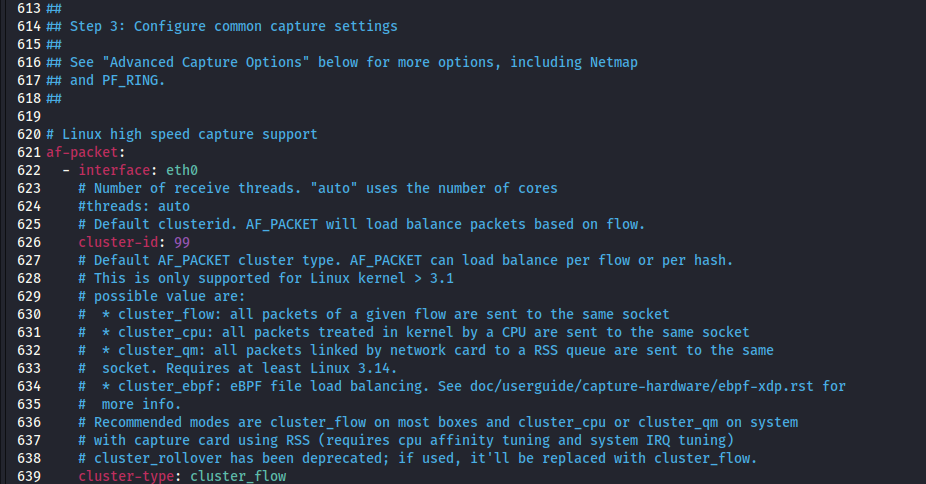 613 ##
614 ## Step 3: Configure common capture settings
615 ##
616 ## See "Advanced Capture Options" below for more options, including Netmap
617 ## and PF_RING.
618 ##
619
620 # Linux high speed capture support
621 af-packet:
622   - interface: eth0
623     # Number of receive threads. "auto" uses the number of cores
624     #threads: auto
625     # Default clusterid. AF_PACKET will load balance packets based on flow.
626     cluster-id: 99
627     # Default AF_PACKET cluster type. AF_PACKET can load balance per flow or per hash.
628     # This is only supported for Linux kernel > 3.1
629     # possible value are:
630     #  * cluster_flow: all packets of a given flow are sent to the same socket
631     #  * cluster_cpu: all packets treated in kernel by a CPU are sent to the same socket
632     #  * cluster_qm: all packets linked by network card to a RSS queue are sent to the same
633     #  socket. Requires at least Linux 3.14.
634     #  * cluster_ebpf: eBPF file load balancing. See doc/userguide/capture-hardware/ebpf-xdp.rst for
635     #  more info.
636     # Recommended modes are cluster_flow on most boxes and cluster_cpu or cluster_qm on system
637     # with capture card using RSS (requires cpu affinity tuning and system IRQ tuning)
638     # cluster_rollover has been deprecated; if used, it'll be replaced with cluster_flow.
639     cluster-type: cluster_flow